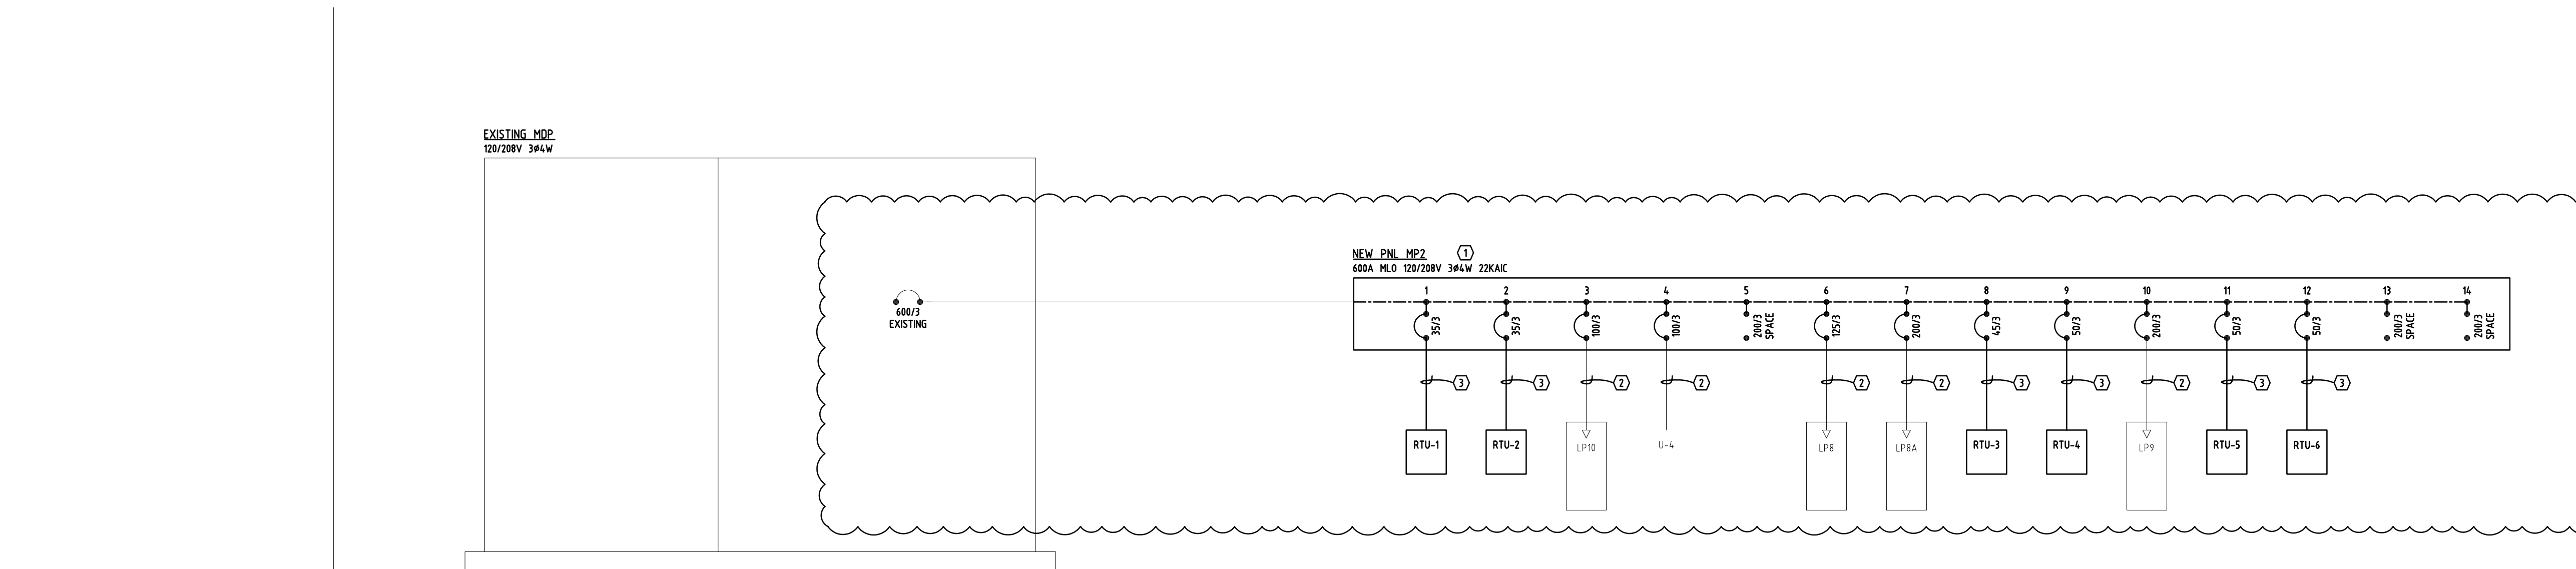 EXISTING MDP
120/208V 3ø4W
600/3
EXISTING
NEW PNL MP2 1
600A MLO 120/208V 3ø4W 22KAIC
1 2 3 4 5 6 7 8 9 10 11 12 13 14
35/3
35/3
100/3
100/3
200/3
SPACE
125/3
200/3
45/3
50/3
200/3
50/3
50/3
200/3
SPACE
200/3
SPACE
3 3 2 2 2 2 3 3 2 3 3
RTU-1
RTU-2
LP10
U-4
LP8
LP8A
RTU-3
RTU-4
LP9
RTU-5
RTU-6